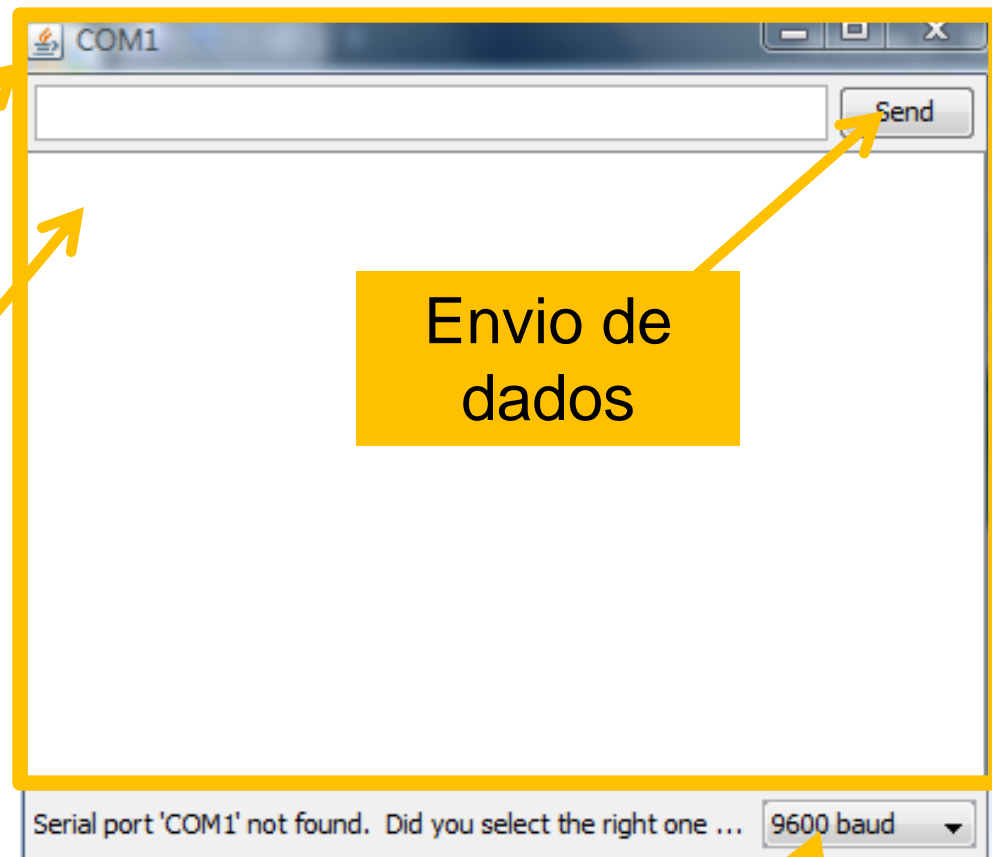 COM1
Send
Envio de
dados
Serial port 'COM1' not found. Did you select the right one ...
9600 baud